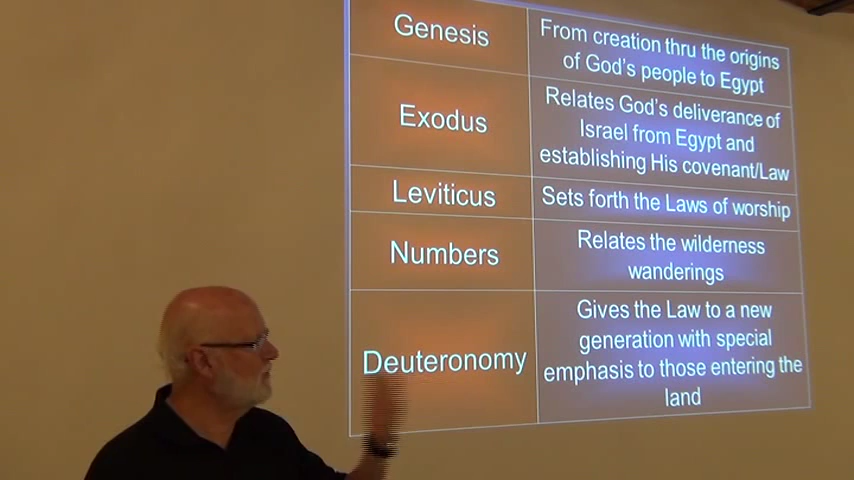 Genesis
From creation thru the origins
of God's people to Egypt
Exodus
Relates God's deliverance of
Israel from Egypt and
establishing His covenant/Law
Leviticus
Sets forth the Laws of worship
Numbers
Relates the wilderness
wanderings
Deuteronomy
Gives the Law to a new
generation with special
emphasis to those entering the
land